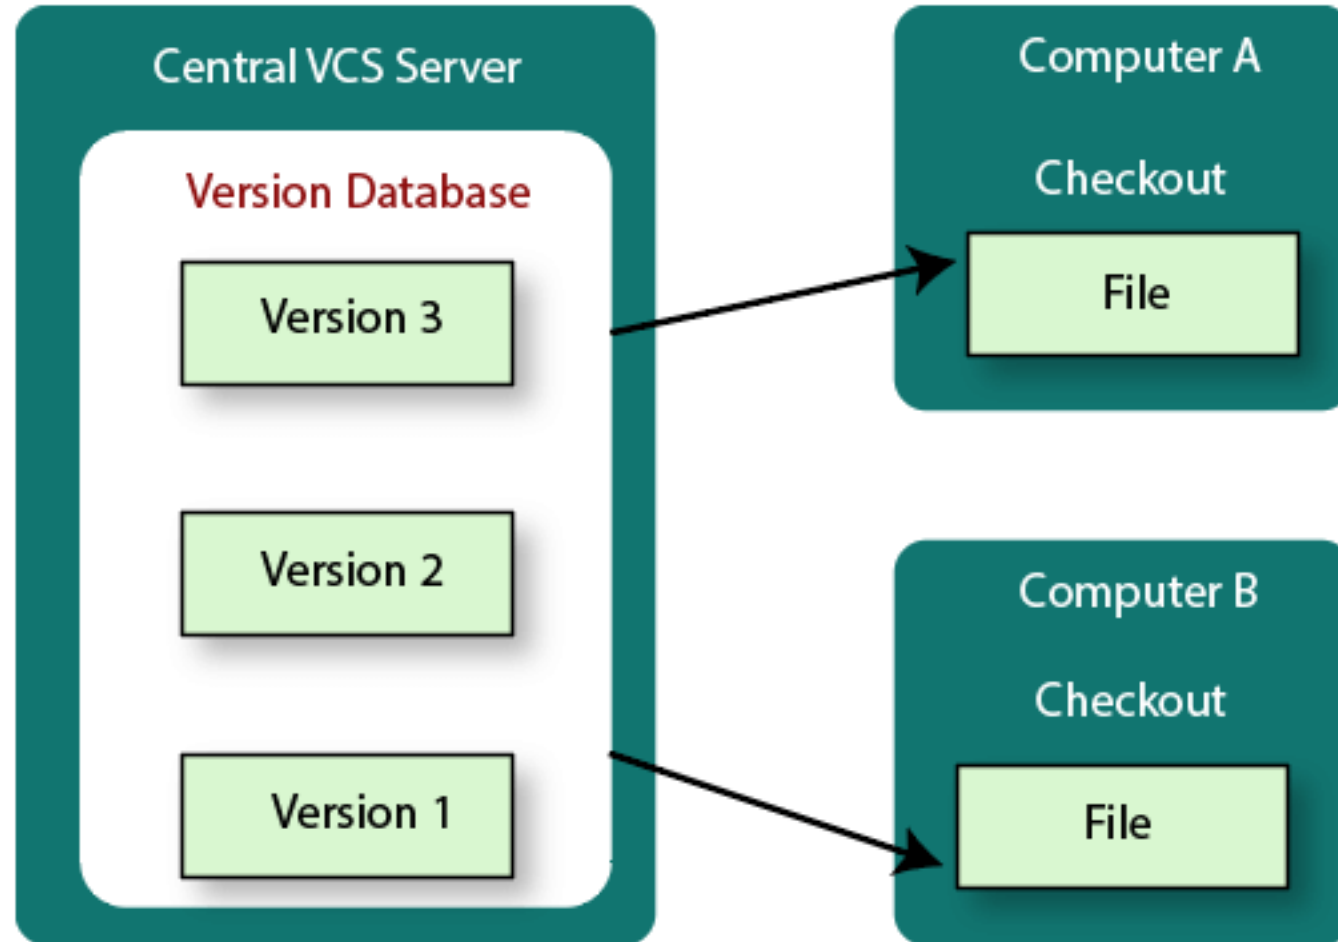 Central VCS Server
Version Database
Version 3
Version 2
Version 1
Computer A
Checkout
File
Computer B
Checkout
File